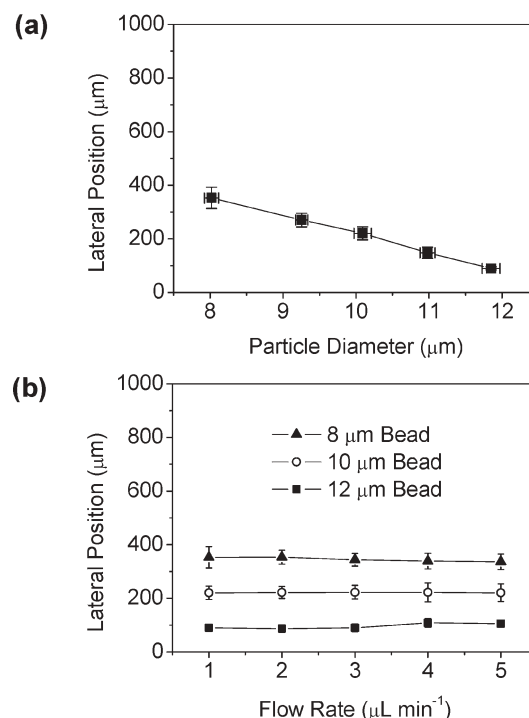 (a)
1000
800
600
400
200
0
Lateral Position (μm)
8 9 10 11 12
Particle Diameter (μm)
(b)
1000
800
600
400
200
0
Lateral Position (μm)
8 μm Bead
10 μm Bead
12 μm Bead
1 2 3 4 5
Flow Rate (μL min⁻¹)